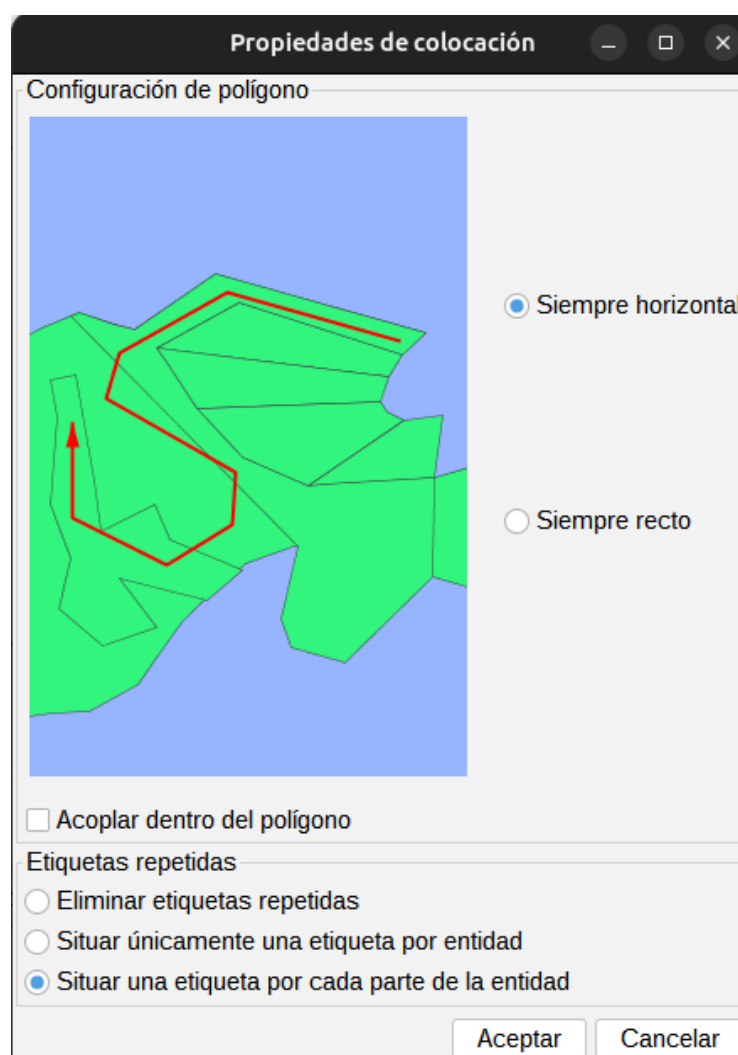 Propiedades de colocación
Configuración de polígono
Siempre horizontal
Siempre recto
Acoplar dentro del polígono
Etiquetas repetidas
Eliminar etiquetas repetidas
Situar únicamente una etiqueta por entidad
Situar una etiqueta por cada parte de la entidad
Aceptar
Cancelar